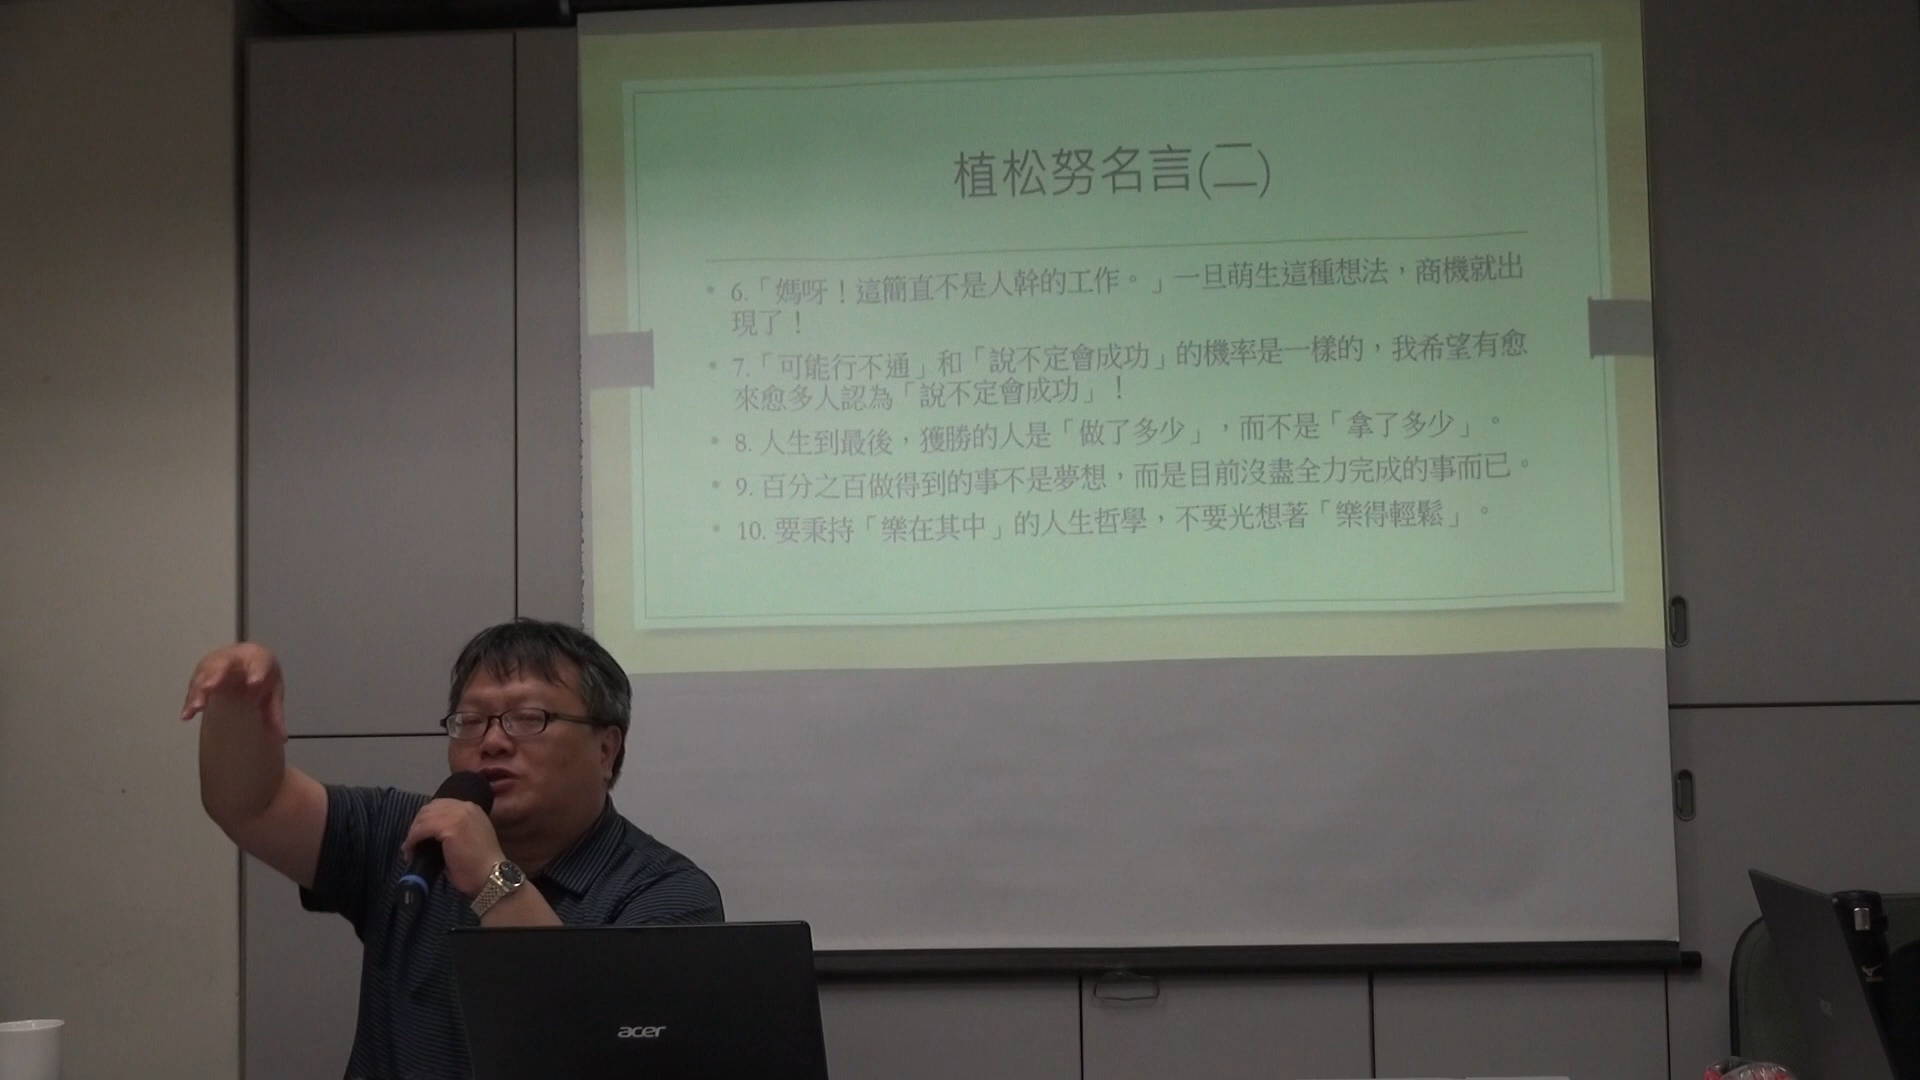 植松努名言(二)
• 6.「媽呀！這簡直不是人幹的工作。」一旦萌生這種想法，商機就出
現了！
• 7.「可能行不通」和「說不定會成功」的機率是一樣的，我希望有愈
來愈多人認為「說不定會成功」！
• 8. 人生到最後，獲勝的人是「做了多少」，而不是「拿了多少」。
• 9. 百分之百做得到的事不是夢想，而是目前沒盡全力完成的事而已。
• 10. 要秉持「樂在其中」的人生哲學，不要光想著「樂得輕鬆」。
acer